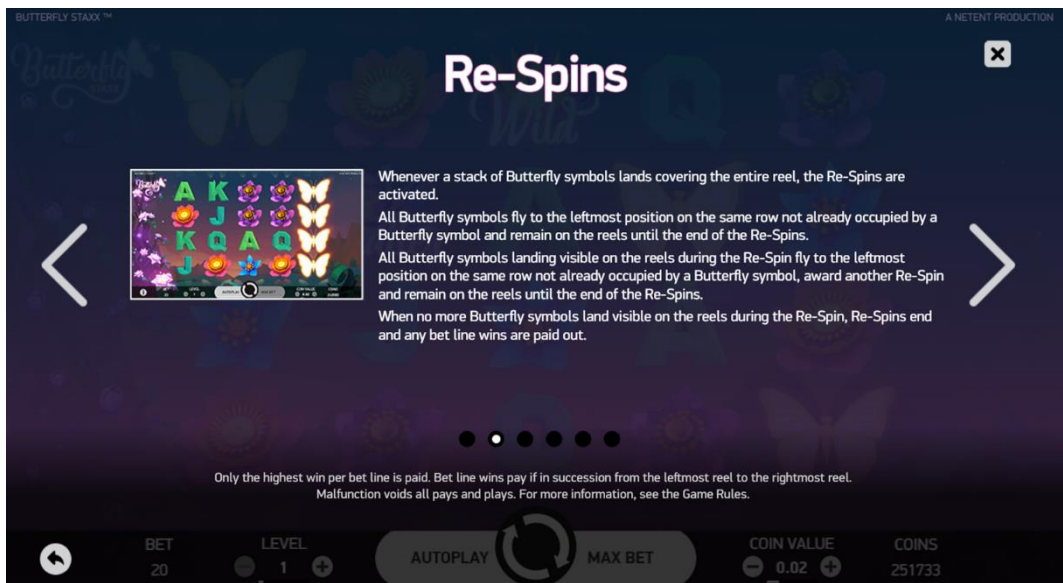 BUTTERFLY STAXX ™
A NETENT PRODUCTION
Butterfly
STAXX
Wild
Q
Re-Spins
A K
J
K Q A Q
J
AUTOPLAY MAX BET
Whenever a stack of Butterfly symbols lands covering the entire reel, the Re-Spins are
activated.
All Butterfly symbols fly to the leftmost position on the same row not already occupied by a
Butterfly symbol and remain on the reels until the end of the Re-Spins.
All Butterfly symbols landing visible on the reels during the Re-Spin fly to the leftmost
position on the same row not already occupied by a Butterfly symbol, award another Re-Spin
and remain on the reels until the end of the Re-Spins.
When no more Butterfly symbols land visible on the reels during the Re-Spin, Re-Spins end
and any bet line wins are paid out.
Only the highest win per bet line is paid. Bet line wins pay if in succession from the leftmost reel to the rightmost reel.
Malfunction voids all pays and plays. For more information, see the Game Rules.
BET
20
LEVEL
1
AUTOPLAY
MAX BET
COIN VALUE
0.02
COINS
251733